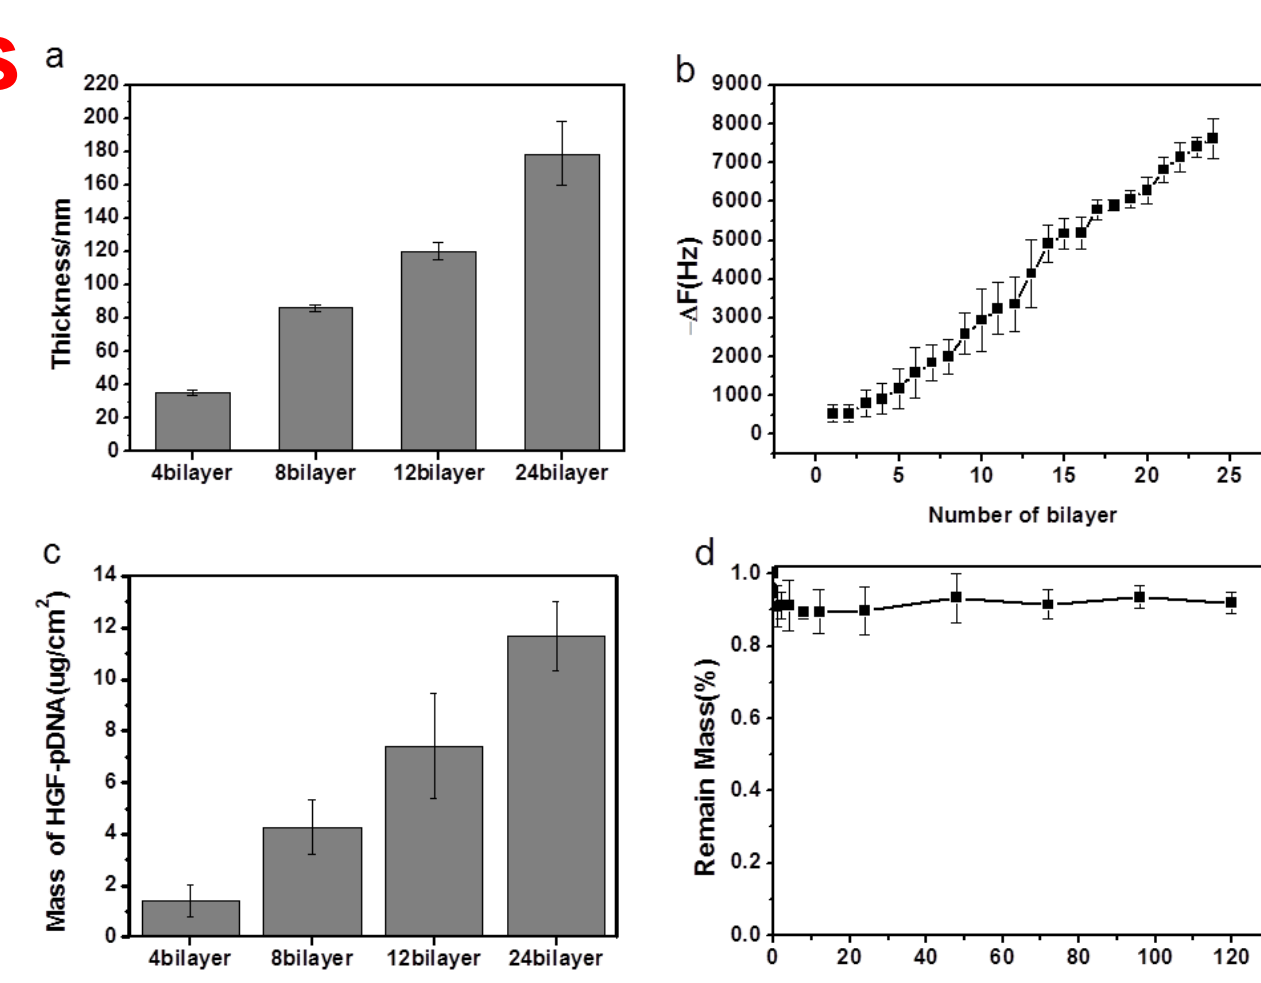 s
a
220
200
180
160
140
120
100
80
60
40
20
0
Thickness/nm
4bilayer 8bilayer 12bilayer 24bilayer
b
9000
8000
7000
6000
5000
4000
3000
2000
1000
0
−ΔF(Hz)
0 5 10 15 20 25
Number of bilayer
c
14
12
10
8
6
4
2
0
Mass of HGF-pDNA(ug/cm²)
4bilayer 8bilayer 12bilayer 24bilayer
d
1.0
0.8
0.6
0.4
0.2
0.0
Remain Mass(%)
0 20 40 60 80 100 120